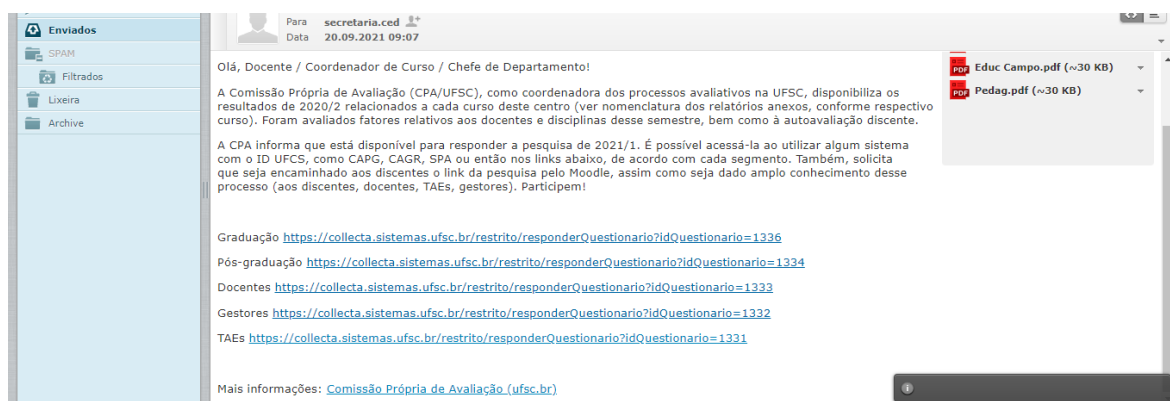 Enviados
SPAM
Filtrados
Lixeira
Archive
Para secretaria.ced
Data 20.09.2021 09:07
Olá, Docente / Coordenador de Curso / Chefe de Departamento!
A Comissão Própria de Avaliação (CPA/UFSC), como coordenadora dos processos avaliativos na UFSC, disponibiliza os
resultados de 2020/2 relacionados a cada curso deste centro (ver nomenclatura dos relatórios anexos, conforme respectivo
curso). Foram avaliados fatores relativos aos docentes e disciplinas desse semestre, bem como à autoavaliação discente.
A CPA informa que está disponível para responder a pesquisa de 2021/1. É possível acessá-la ao utilizar algum sistema
com o ID UFCS, como CAPG, CAGR, SPA ou então nos links abaixo, de acordo com cada segmento. Também, solicita
que seja encaminhado aos discentes o link da pesquisa pelo Moodle, assim como seja dado amplo conhecimento desse
processo (aos discentes, docentes, TAEs, gestores). Participem!
Graduação https://collecta.sistemas.ufsc.br/restrito/responderQuestionario?idQuestionario=1336
Pós-graduação https://collecta.sistemas.ufsc.br/restrito/responderQuestionario?idQuestionario=1334
Docentes https://collecta.sistemas.ufsc.br/restrito/responderQuestionario?idQuestionario=1333
Gestores https://collecta.sistemas.ufsc.br/restrito/responderQuestionario?idQuestionario=1332
TAEs https://collecta.sistemas.ufsc.br/restrito/responderQuestionario?idQuestionario=1331
Mais informações: Comissão Própria de Avaliação (ufsc.br)
PDF Educ Campo.pdf (~30 KB)
PDF Pedag.pdf (~30 KB)